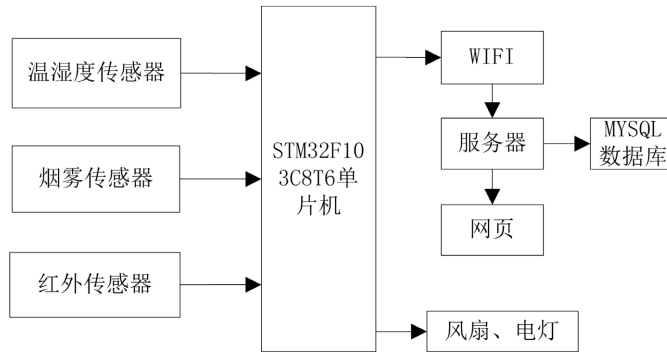 温湿度传感器
烟雾传感器
红外传感器
STM32F10
3C8T6单
片机
WIFI
服务器
MYSQL
数据库
网页
风扇、电灯